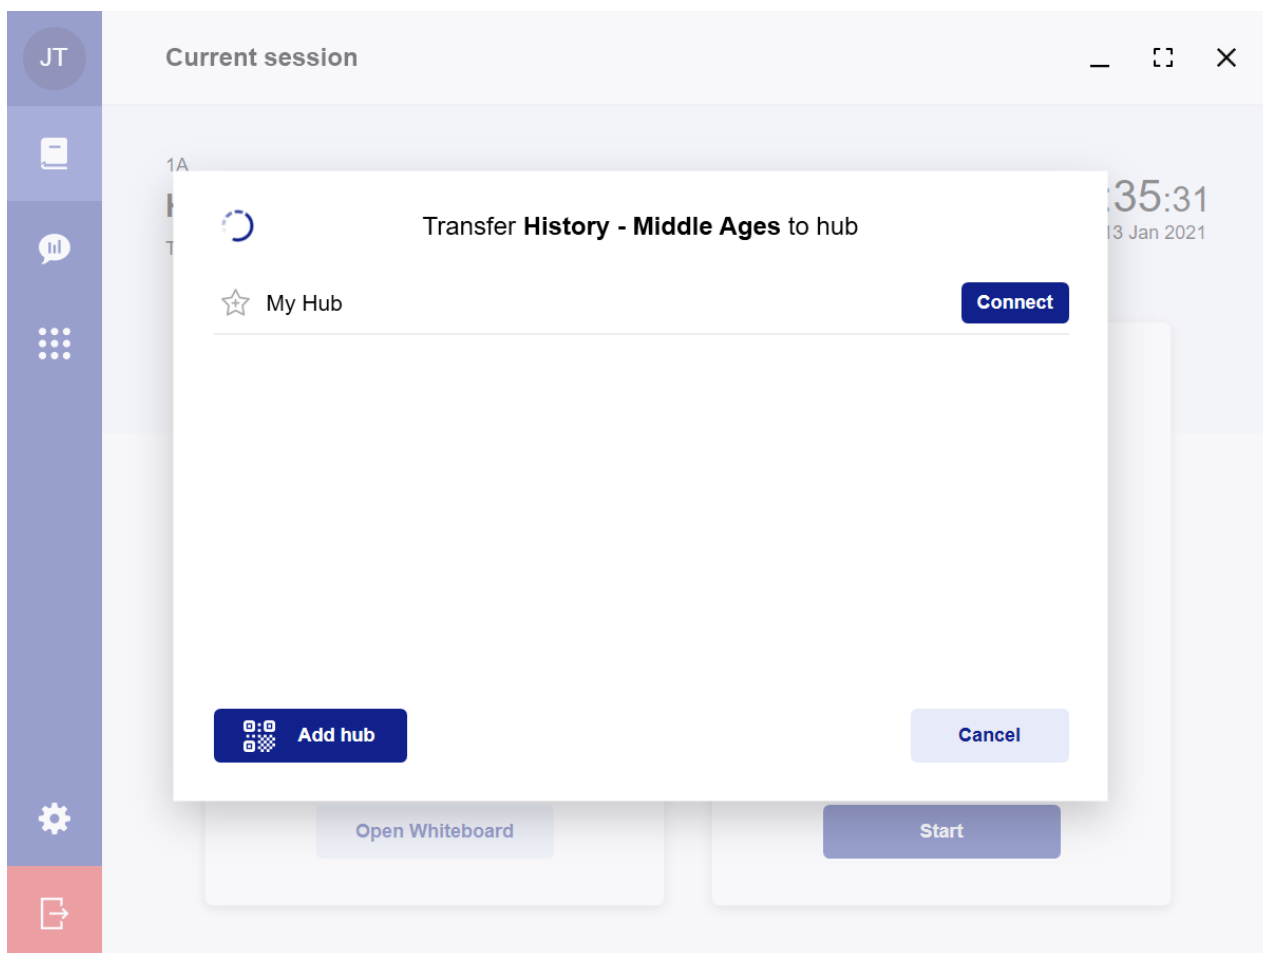 JT
Current session
1A
:35:31
13 Jan 2021
Transfer History - Middle Ages to hub
My Hub
Connect
Add hub
Cancel
Open Whiteboard
Start